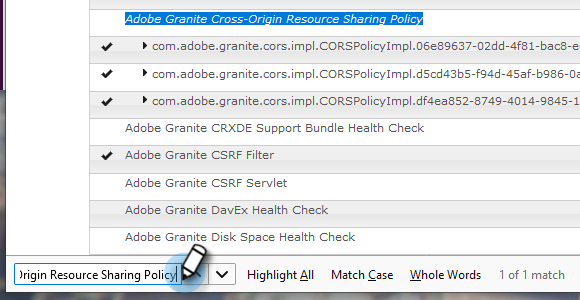 Adobe Granite Cross-Origin Resource Sharing Policy
com.adobe.granite.cors.impl.CORSPolicyImpl.06e89637-02dd-4f81-bac8-e
com.adobe.granite.cors.impl.CORSPolicyImpl.d5cd43b5-f94d-45af-b986-0
com.adobe.granite.cors.impl.CORSPolicyImpl.df4ea852-8749-4014-9845-1
Adobe Granite CRXDE Support Bundle Health Check
Adobe Granite CSRF Filter
Adobe Granite CSRF Servlet
Adobe Granite DavEx Health Check
Adobe Granite Disk Space Health Check
Origin Resource Sharing Policy Highlight All Match Case Whole Words 1 of 1 match